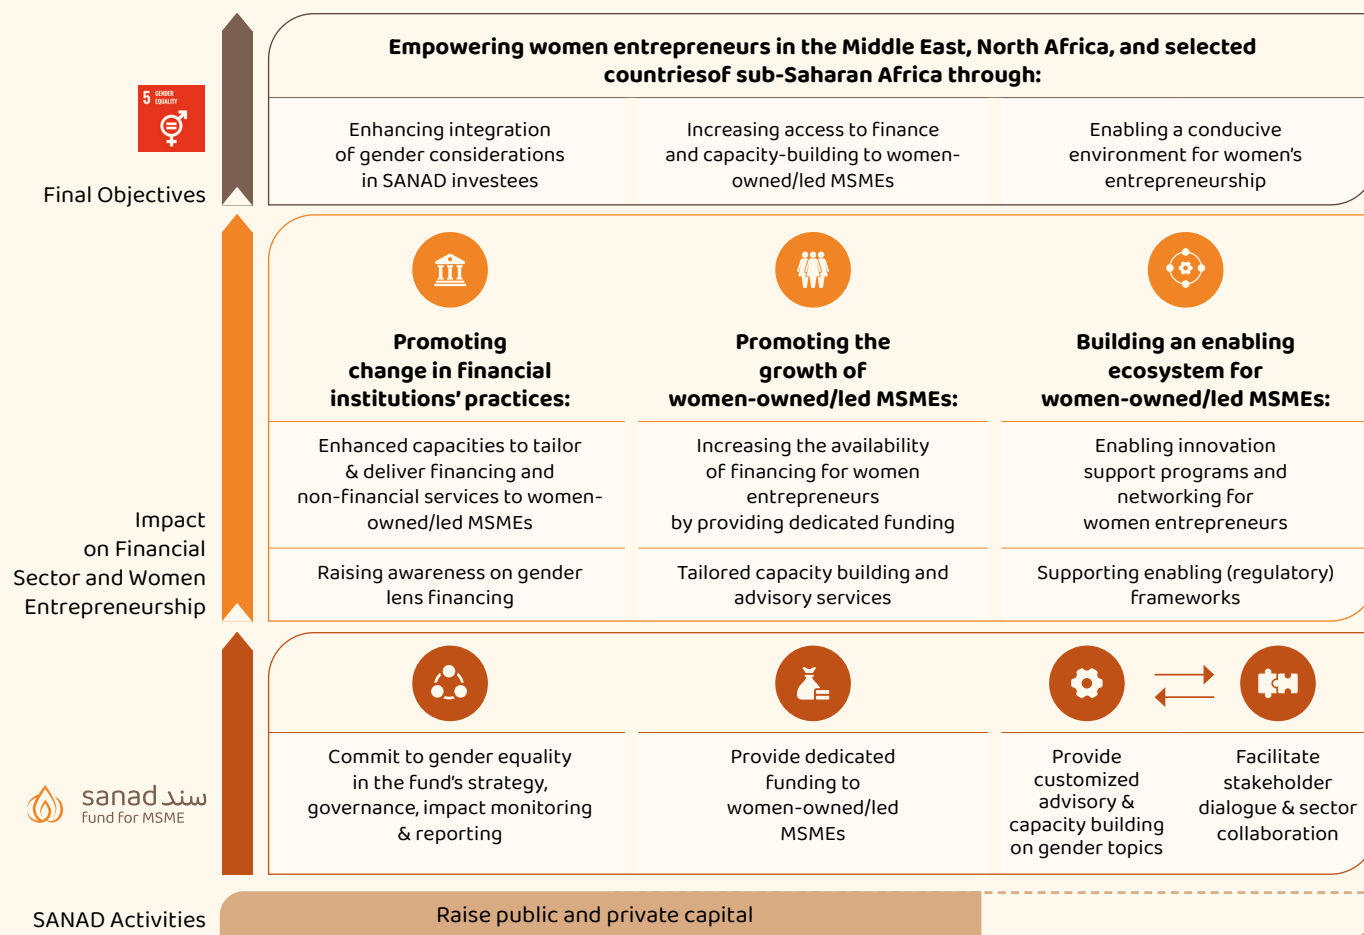 Empowering women entrepreneurs in the Middle East, North Africa, and selected
countriesof sub-Saharan Africa through:
5 GENDER
EQUALITY
Final Objectives
Enhancing integration
of gender considerations
in SANAD investees
Increasing access to finance
and capacity-building to women-
owned/led MSMEs
Enabling a conducive
environment for women's
entrepreneurship
Impact
on Financial
Sector and Women
Entrepreneurship
Promoting
change in financial
institutions' practices:
Enhanced capacities to tailor
& deliver financing and
non-financial services to women-
owned/led MSMEs
Raising awareness on gender
lens financing
Promoting the
growth of
women-owned/led MSMEs:
Increasing the availability
of financing for women
entrepreneurs
by providing dedicated funding
Tailored capacity building and
advisory services
Building an enabling
ecosystem for
women-owned/led MSMEs:
Enabling innovation
support programs and
networking for
women entrepreneurs
Supporting enabling (regulatory)
frameworks
sanad سند
fund for MSME
Commit to gender equality
in the fund's strategy,
governance, impact monitoring
& reporting
Provide dedicated
funding to
women-owned/led
MSMEs
Provide
customized
advisory &
capacity building
on gender topics
Facilitate
stakeholder
dialogue & sector
collaboration
SANAD Activities
Raise public and private capital